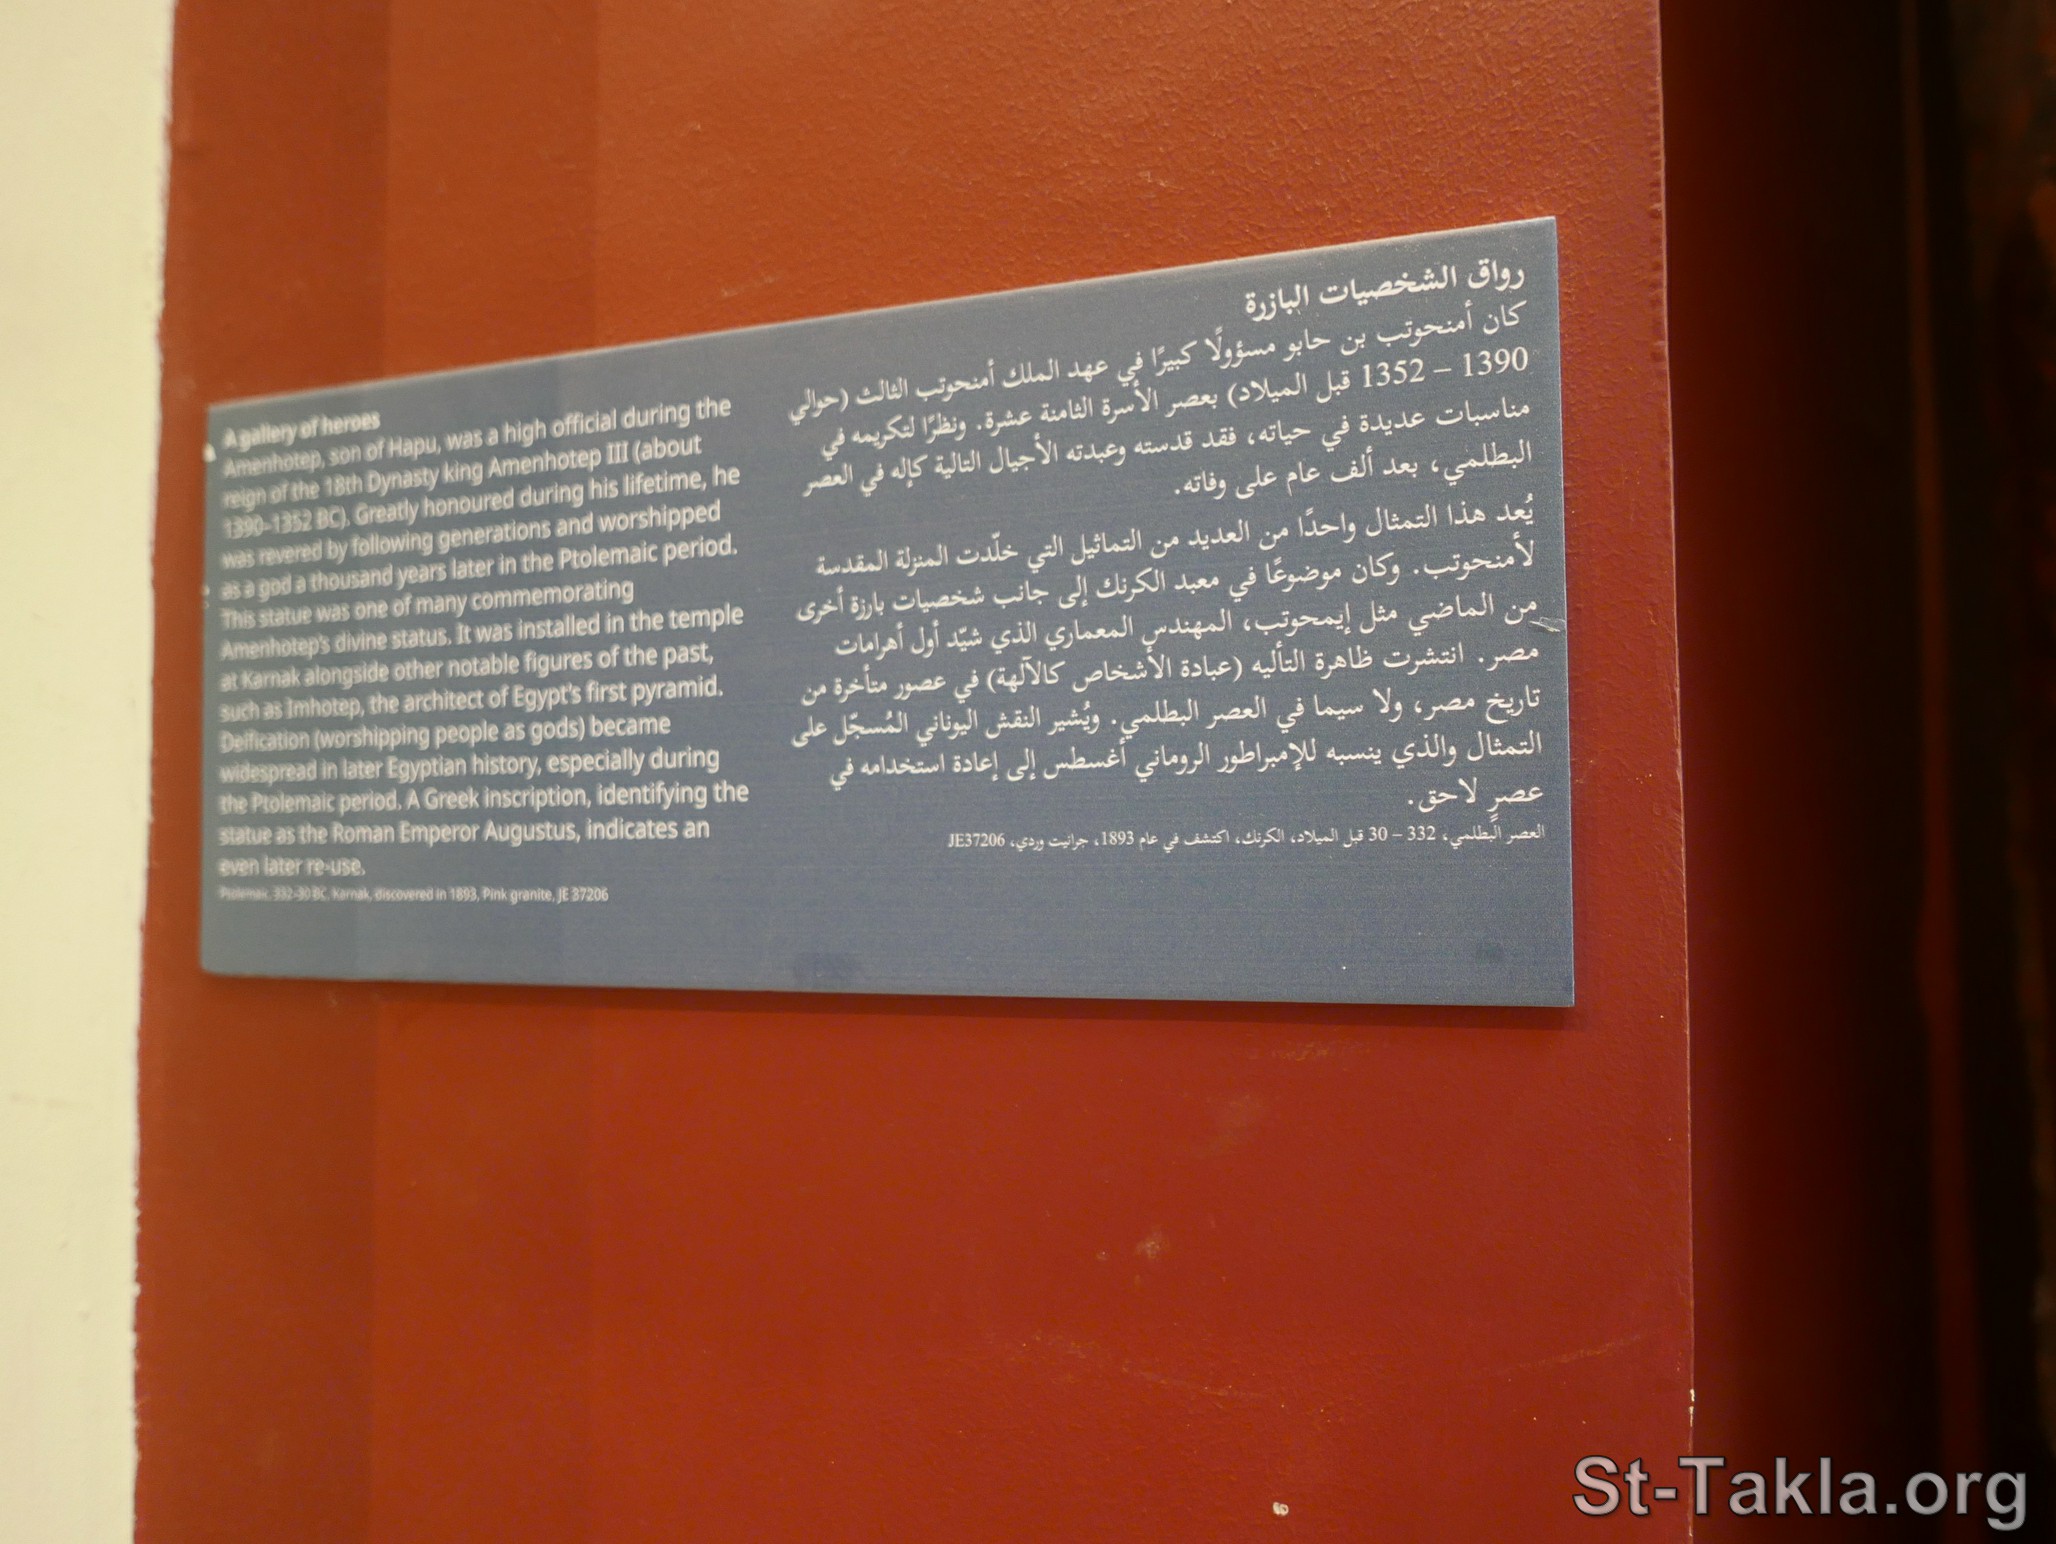 A gallery of heroes
Amenhotep, son of Hapu, was a high official during the
reign of the 18th Dynasty king Amenhotep III (about
1390-1352 BC). Greatly honoured during his lifetime, he
was revered by following generations and worshipped
as a god a thousand years later in the Ptolemaic period.
This statue was one of many commemorating
Amenhotep's divine status. It was installed in the temple
at Karnak alongside other notable figures of the past,
such as Imhotep, the architect of Egypt's first pyramid.
Deification (worshipping people as gods) became
widespread in later Egyptian history, especially during
the Ptolemaic period. A Greek inscription, identifying the
statue as the Roman Emperor Augustus, indicates an
even later re-use.
Ptolemaic, 332-30 BC, Karnak, discovered in 1893, Pink granite, JE 37206
رواق الشخصيات البازرة
كان أمنحوتب بن حابو مسؤولًا كبيرًا في عهد الملك أمنحوتب الثالث (حوالي
1390 – 1352 قبل الميلاد) بعصر الأسرة الثامنة عشرة. ونظرًا لتكريمه في
مناسبات عديدة في حياته، فقد قدسته وعبدته الأجيال التالية كإله في العصر
البطلمي، بعد ألف عام على وفاته.
يُعد هذا التمثال واحدًا من العديد من التماثيل التي خلّدت المنزلة المقدسة
لأمنحوتب. وكان موضوعًا في معبد الكرنك إلى جانب شخصيات بارزة أخرى
من الماضي مثل إيمحوتب، المهندس المعماري الذي شيّد أول أهرامات
مصر. انتشرت ظاهرة التأليه (عبادة الأشخاص كالآلهة) في عصور متأخرة من
تاريخ مصر، ولا سيما في العصر البطلمي. ويُشير النقش اليوناني المُسجّل على
التمثال والذي ينسبه للإمبراطور الروماني أغسطس إلى إعادة استخدامه في
عصرٍ لاحق.
العصر البطلمي، 332 – 30 قبل الميلاد، الكرنك، اكتشف في عام 1893، جرانيت وردي، JE37206
St-Takla.org